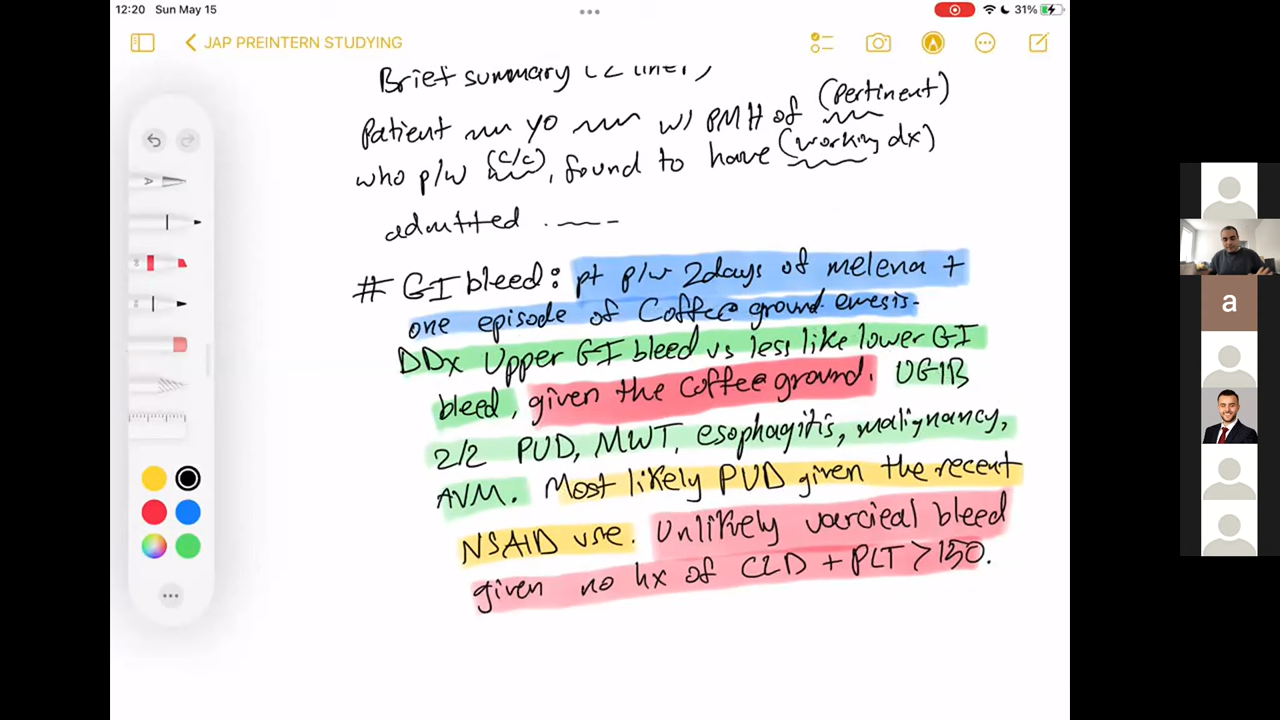 12:20 Sun May 15
31%
JAP PREINTERN STUDYING
Brief summary (2 liner)
(Pertinent)
Patient yo w/ PMH of
who p/w (c/c), found to have (working dx)
admitted
# GI bleed: pt p/w 2days of melena +
one episode of Coffee ground emesis.
DDx Upper GI bleed vs less like lower GI
bleed, given the coffee ground. UGIB
2/2 PUD, MWT, esophagitis, malignancy,
AVM. Most likely PUD given the recent
NSAID use. Unlikely varcieal bleed
given no hx of CLD + PLT > 150.
a